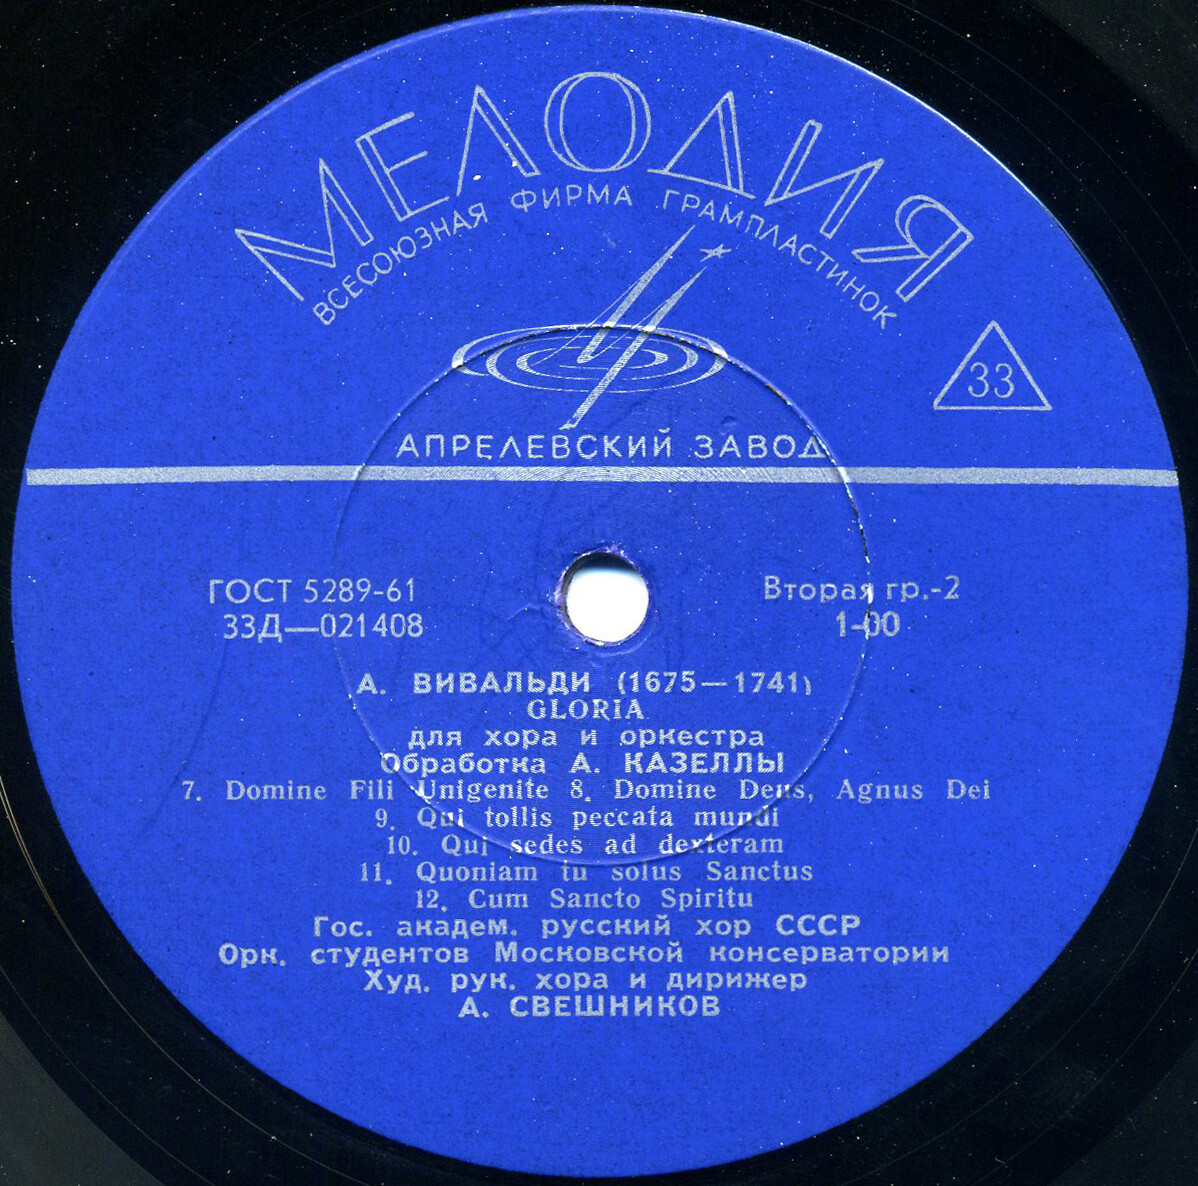 МЕЛОДИЯ
ВСЕСОЮЗНАЯ ФИРМА ГРАМПЛАСТИНОК
33
АПРЕЛЕВСКИЙ ЗАВОД
ГОСТ 5289-61
33Д—021408
Вторая гр.-2
1-00
А. ВИВАЛЬДИ (1675—1741)
GLORIA
для хора и оркестра
Обработка А. КАЗЕЛЛЫ
7. Domine Fili Unigenite 8. Domine Deus, Agnus Dei
9. Qui tollis peccata mundi
10. Qui sedes ad dexteram
11. Quoniam tu solus Sanctus
12. Cum Sancto Spiritu
Гос. академ. русский хор СССР
Орк. студентов Московской консерватории
Худ. рук. хора и дирижер
А. СВЕШНИКОВ